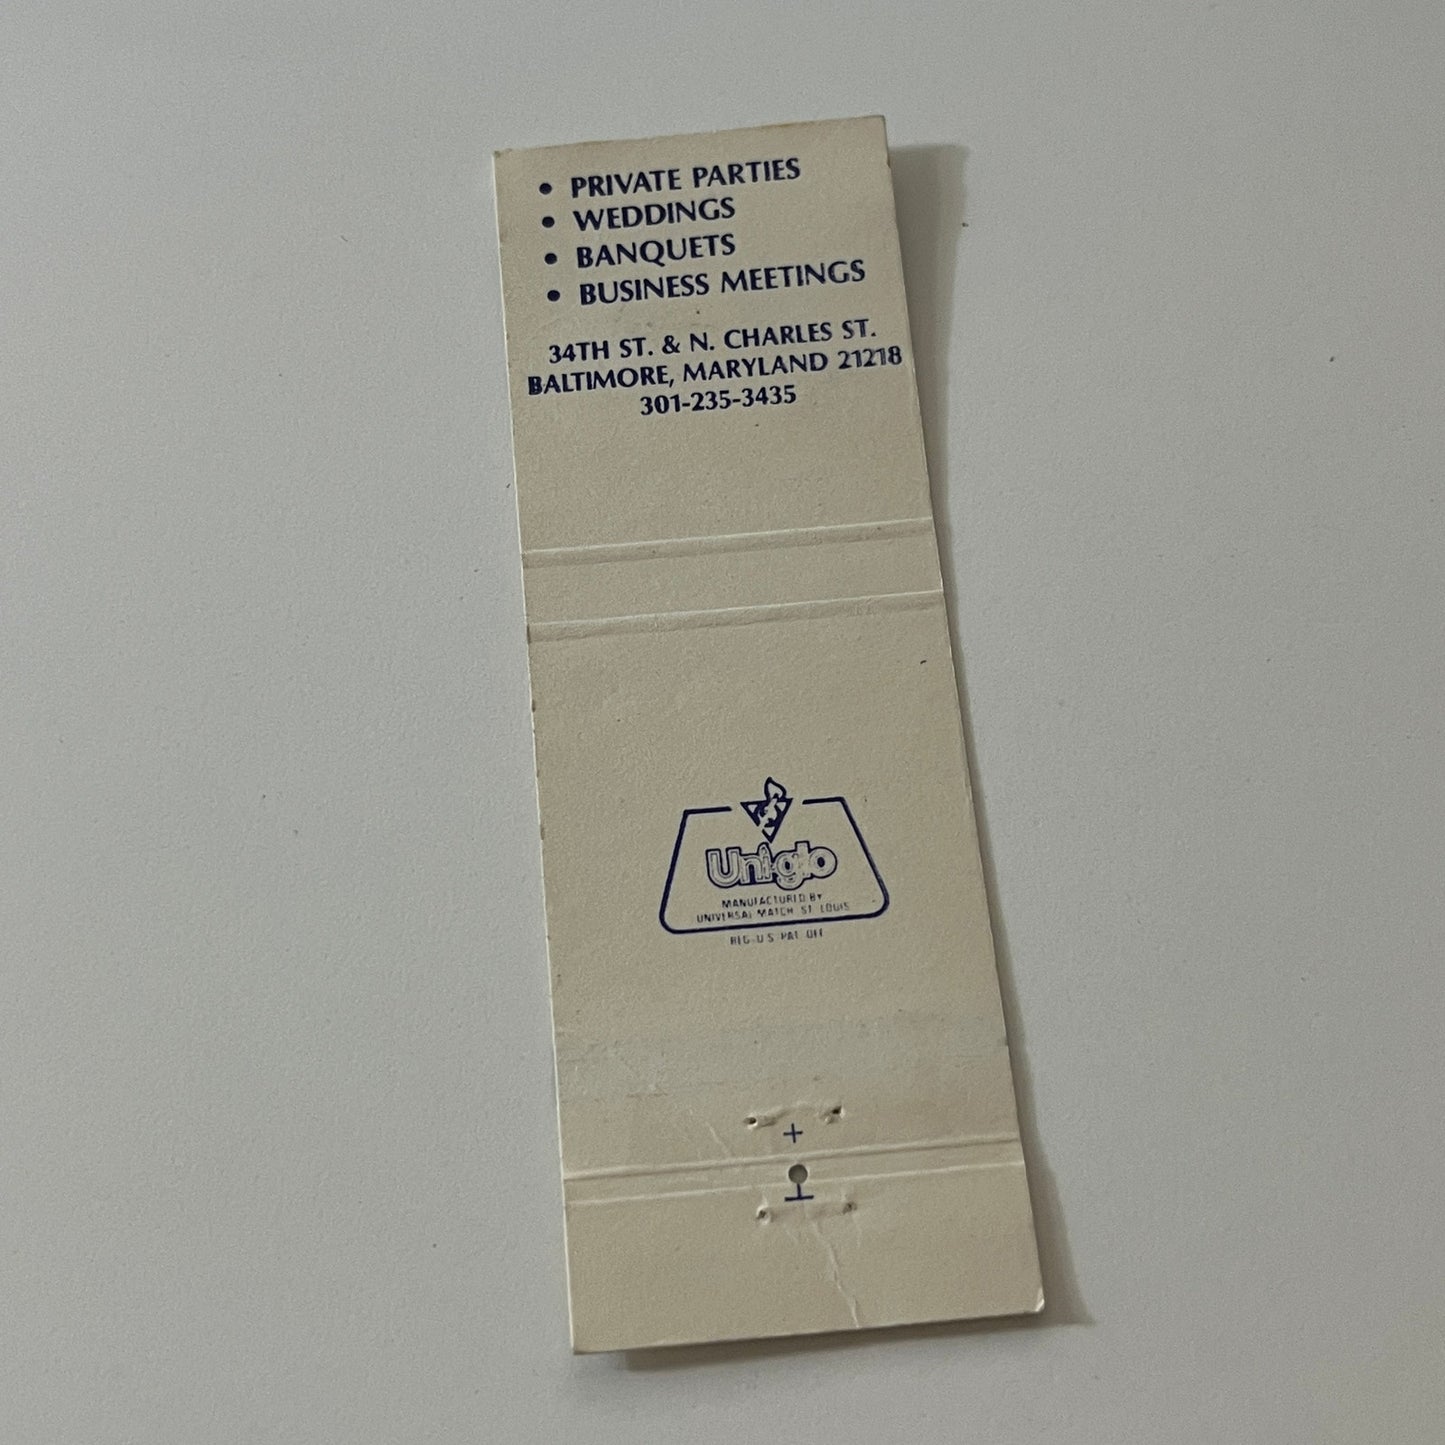 • PRIVATE PARTIES
• WEDDINGS
• BANQUETS
• BUSINESS MEETINGS
34TH ST. & N. CHARLES ST.
BALTIMORE, MARYLAND 21218
301-235-3435
Uniglo
MANUFACTURED BY
UNIVERSAL MATCH ST LOUIS
REG. U.S. PAT. OFF.